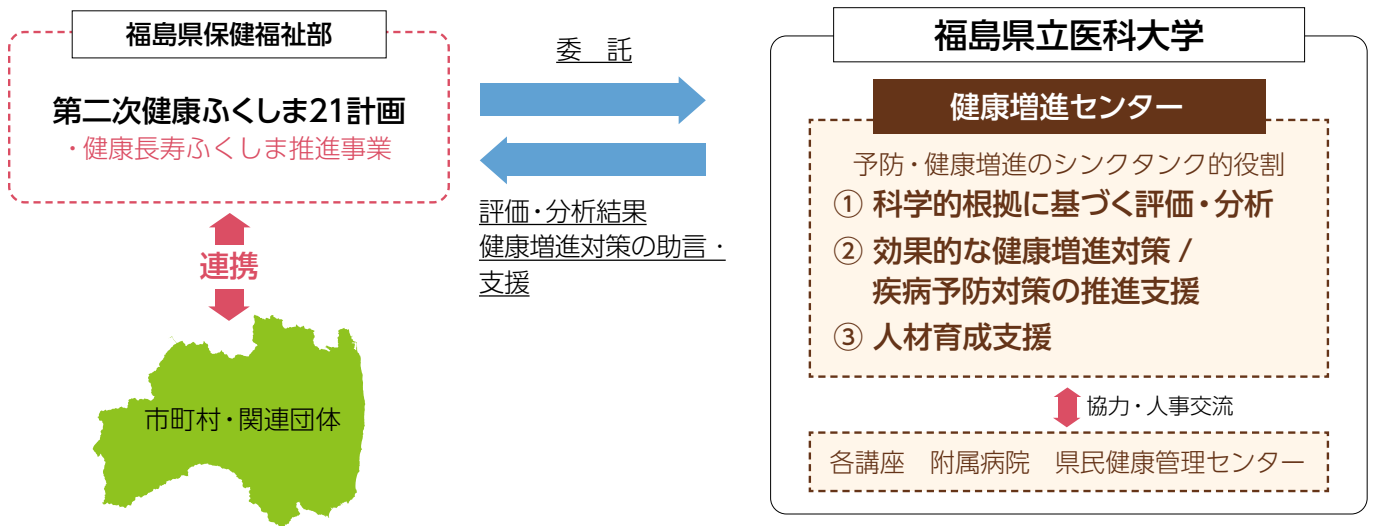 福島県保健福祉部
第二次健康ふくしま21計画
・健康長寿ふくしま推進事業
連携
市町村・関連団体
委 託
評価・分析結果
健康増進対策の助言・
支援
福島県立医科大学
健康増進センター
予防・健康増進のシンクタンク的役割
① 科学的根拠に基づく評価・分析
② 効果的な健康増進対策 /
疾病予防対策の推進支援
③ 人材育成支援
協力・人事交流
各講座 附属病院 県民健康管理センター